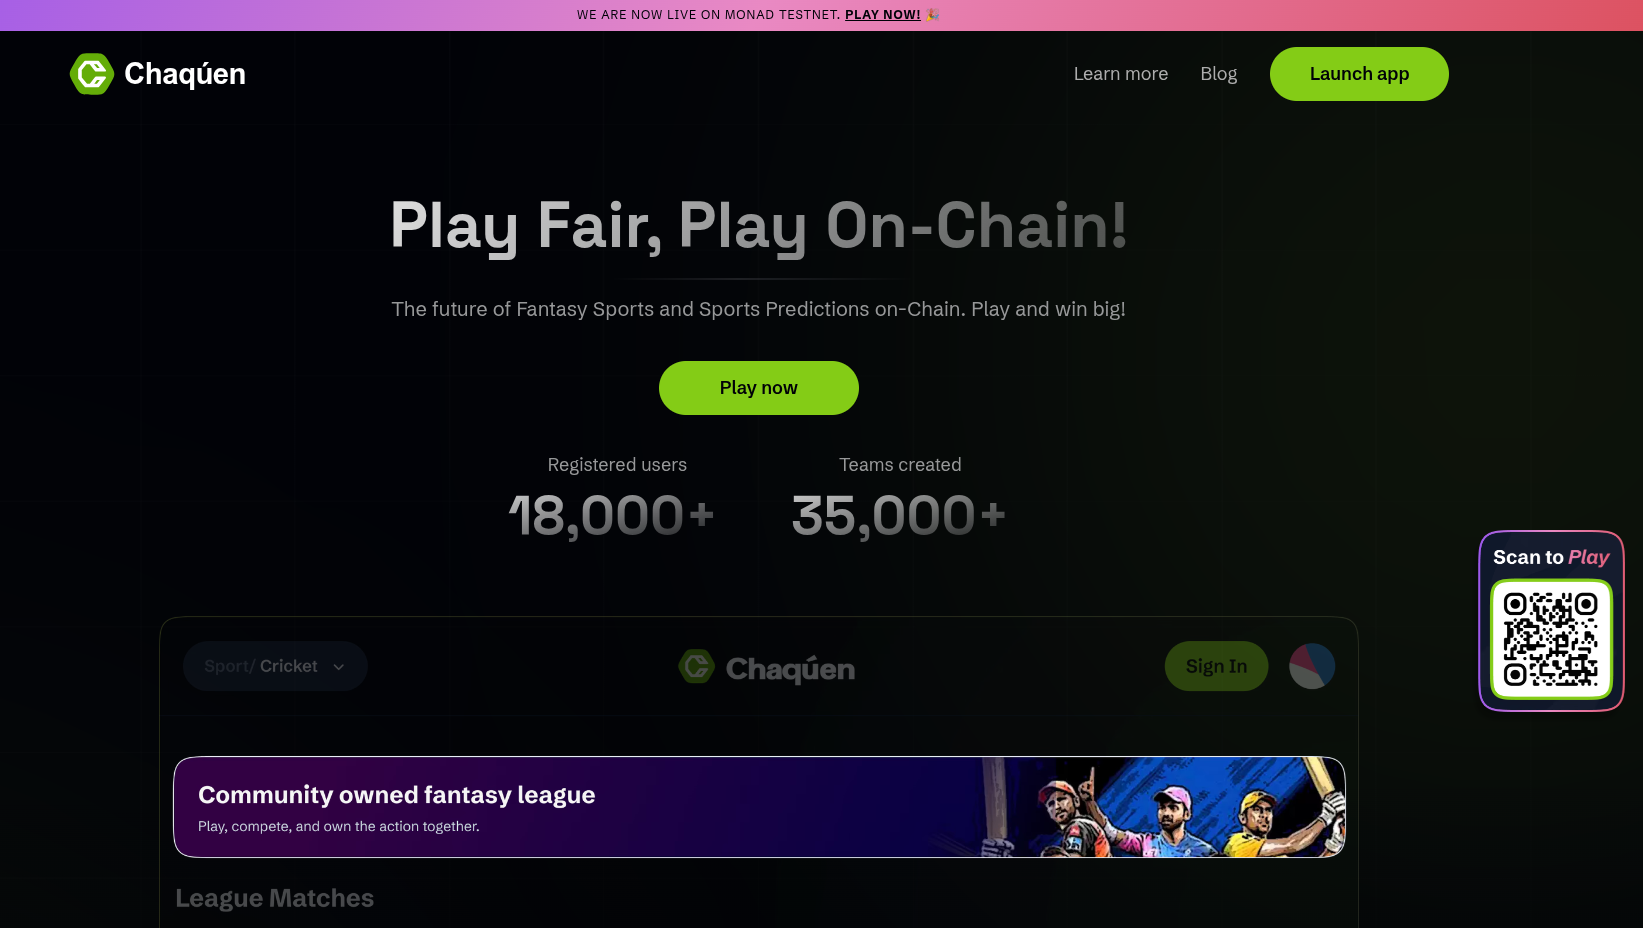 WE ARE NOW LIVE ON MONAD TESTNET. PLAY NOW! 🎉
Chaqúen
Learn more
Blog
Launch app
Play Fair, Play On-Chain!
The future of Fantasy Sports and Sports Predictions on-Chain. Play and win big!
Play now
Registered users
18,000+
Teams created
35,000+
Scan to Play
Sport/ Cricket
Chaqúen
Sign In
Community owned fantasy league
Play, compete, and own the action together.
League Matches